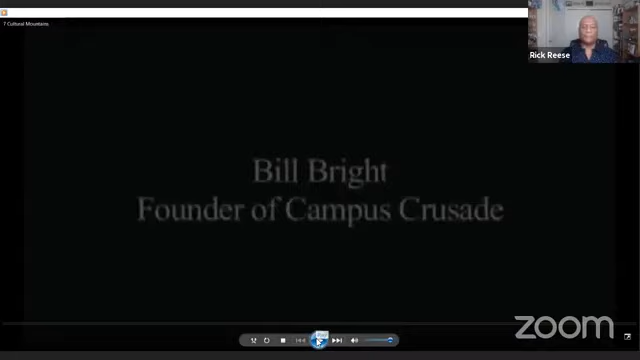 7 Cultural Mountains
Rick Reese
Bill Bright
Founder of Campus Crusade
zoom